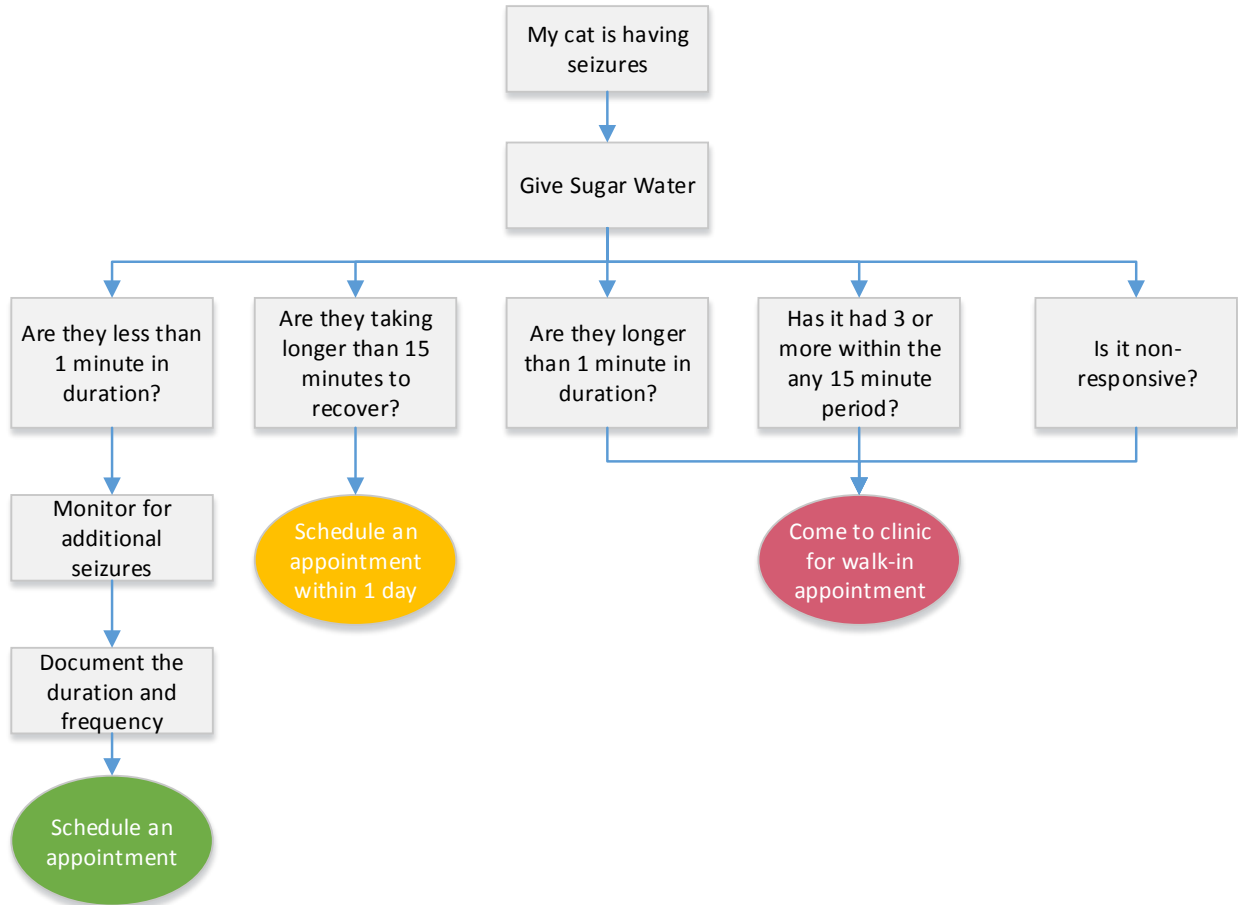 My cat is having
seizures
Give Sugar Water
Are they less than
1 minute in
duration?
Are they taking
longer than 15
minutes to
recover?
Are they longer
than 1 minute in
duration?
Has it had 3 or
more within the
any 15 minute
period?
Is it non-
responsive?
Monitor for
additional
seizures
Schedule an
appointment
within 1 day
Come to clinic
for walk-in
appointment
Document the
duration and
frequency
Schedule an
appointment